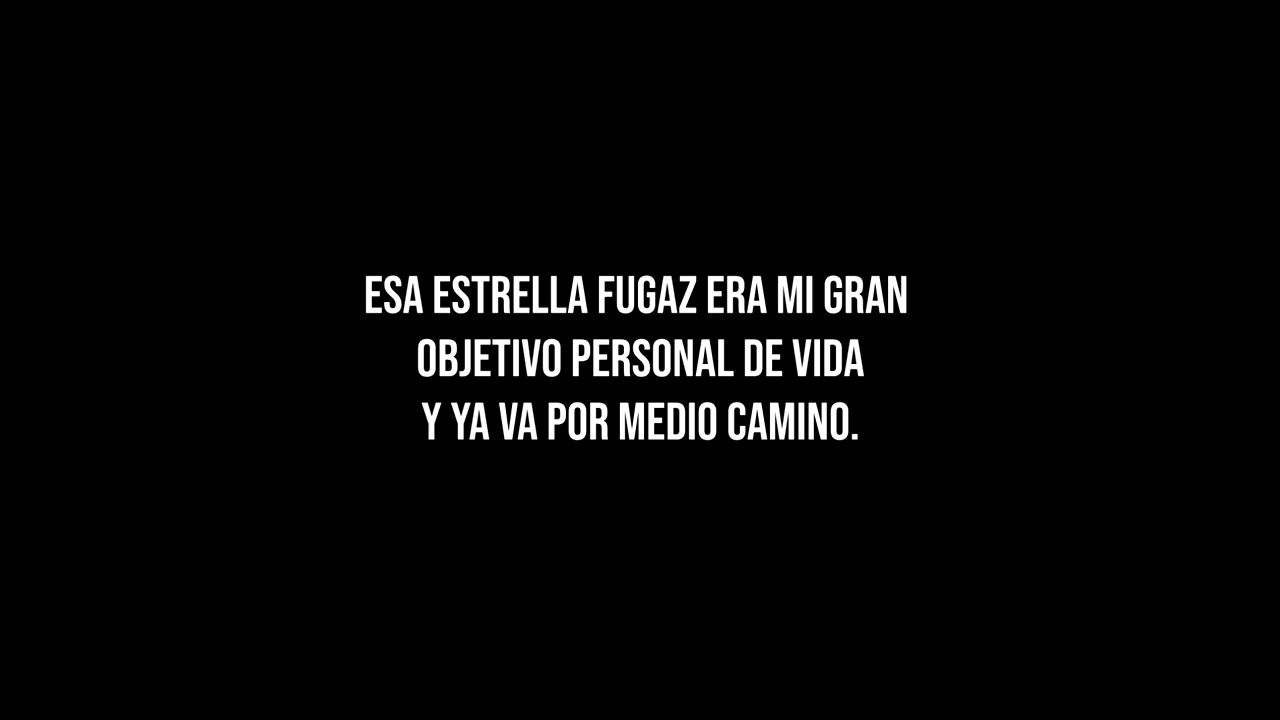 ESA ESTRELLA FUGAZ ERA MI GRAN
OBJETIVO PERSONAL DE VIDA
Y YA VA POR MEDIO CAMINO.